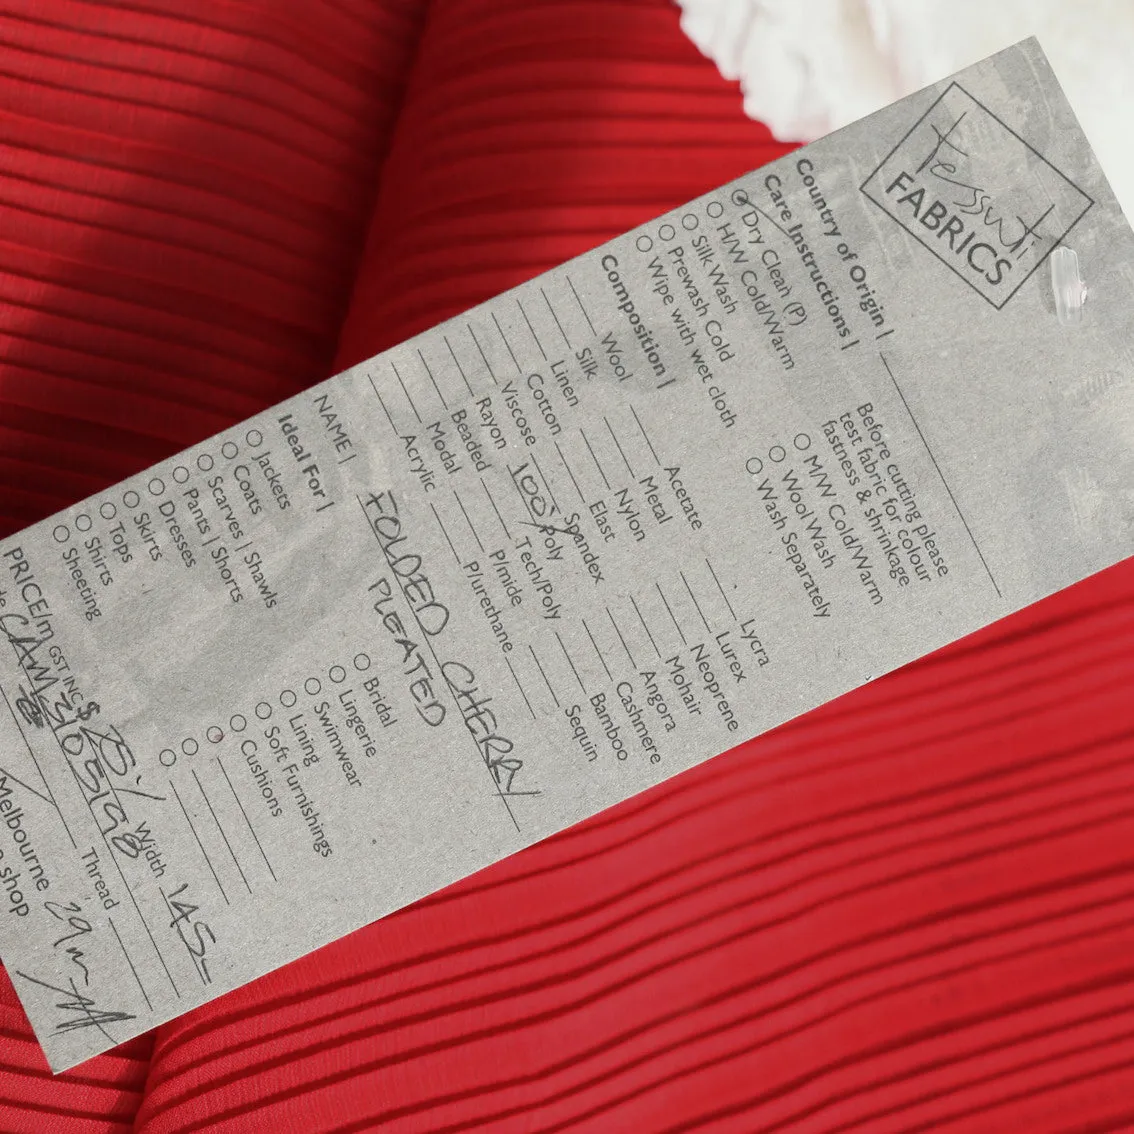 tessuti
FABRICS
Country of Origin |
Care Instructions |
Dry Clean (P)
H/W Cold/Warm
Silk Wash
Prewash Cold
Wipe with wet cloth
Before cutting please
test fabric for colour
fastness & shrinkage
M/W Cold/Warm
Wool Wash
Wash Separately
Composition |
Wool
Silk
Linen
Cotton
Viscose
Rayon
Beaded
Modal
Acrylic
Acetate
Metal
Nylon
Elast
Spandex
100% Poly
Tech/Poly
P/mide
P/urethane
Lycra
Lurex
Neoprene
Mohair
Angora
Cashmere
Bamboo
Sequin
NAME | FOLDED CHERRY
PLEATED
Ideal For |
Jackets
Coats
Scarves | Shawls
Pants | Shorts
Dresses
Skirts
Tops
Shirts
Sheeting
Bridal
Lingerie
Swimwear
Lining
Soft Furnishings
Cushions
PRICE/m GST INC $ 25- Width 145-
Thread
Melbourne 29m
shop